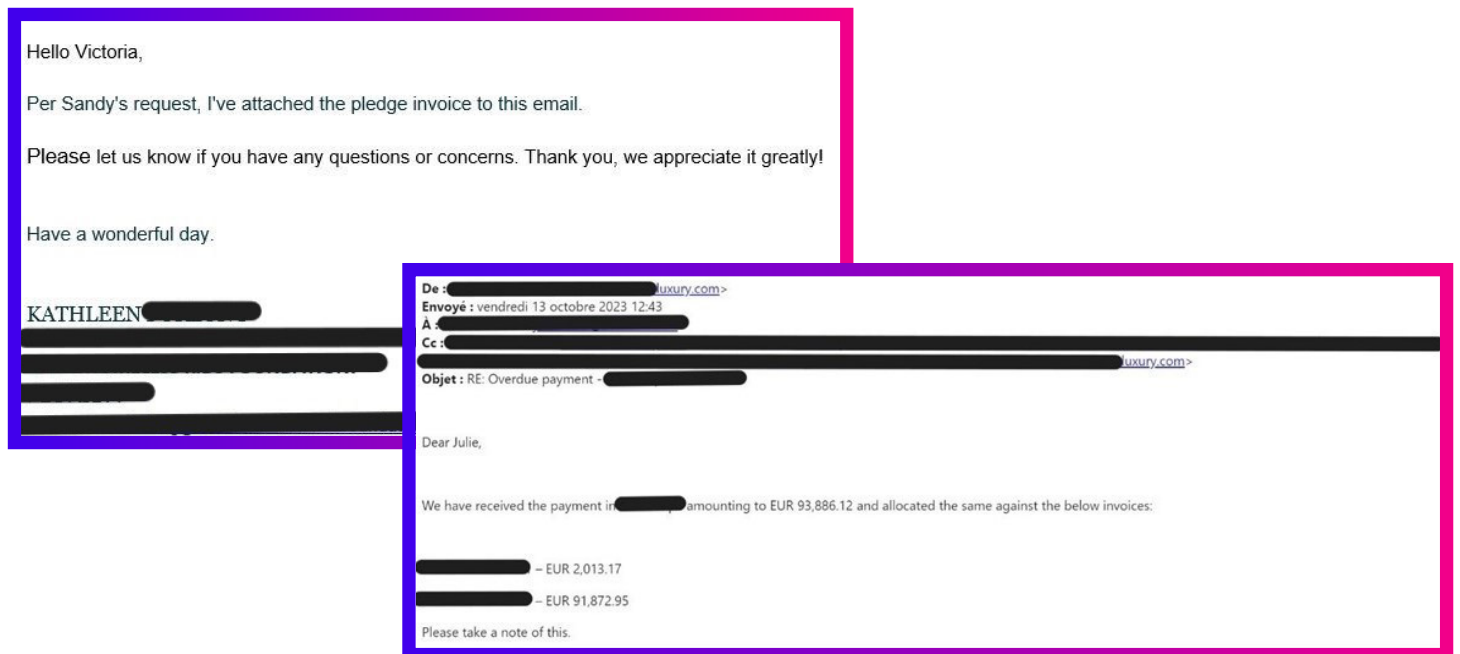 Hello Victoria,
Per Sandy's request, I've attached the pledge invoice to this email.
Please let us know if you have any questions or concerns. Thank you, we appreciate it greatly!
Have a wonderful day.
KATHLEEN
De : luxury.com>
Envoyé : vendredi 13 octobre 2023 12:43
À :
Cc :
luxury.com>
Objet : RE: Overdue payment -
Dear Julie,
We have received the payment in amounting to EUR 93,886.12 and allocated the same against the below invoices:
– EUR 2,013.17
– EUR 91,872.95
Please take a note of this.